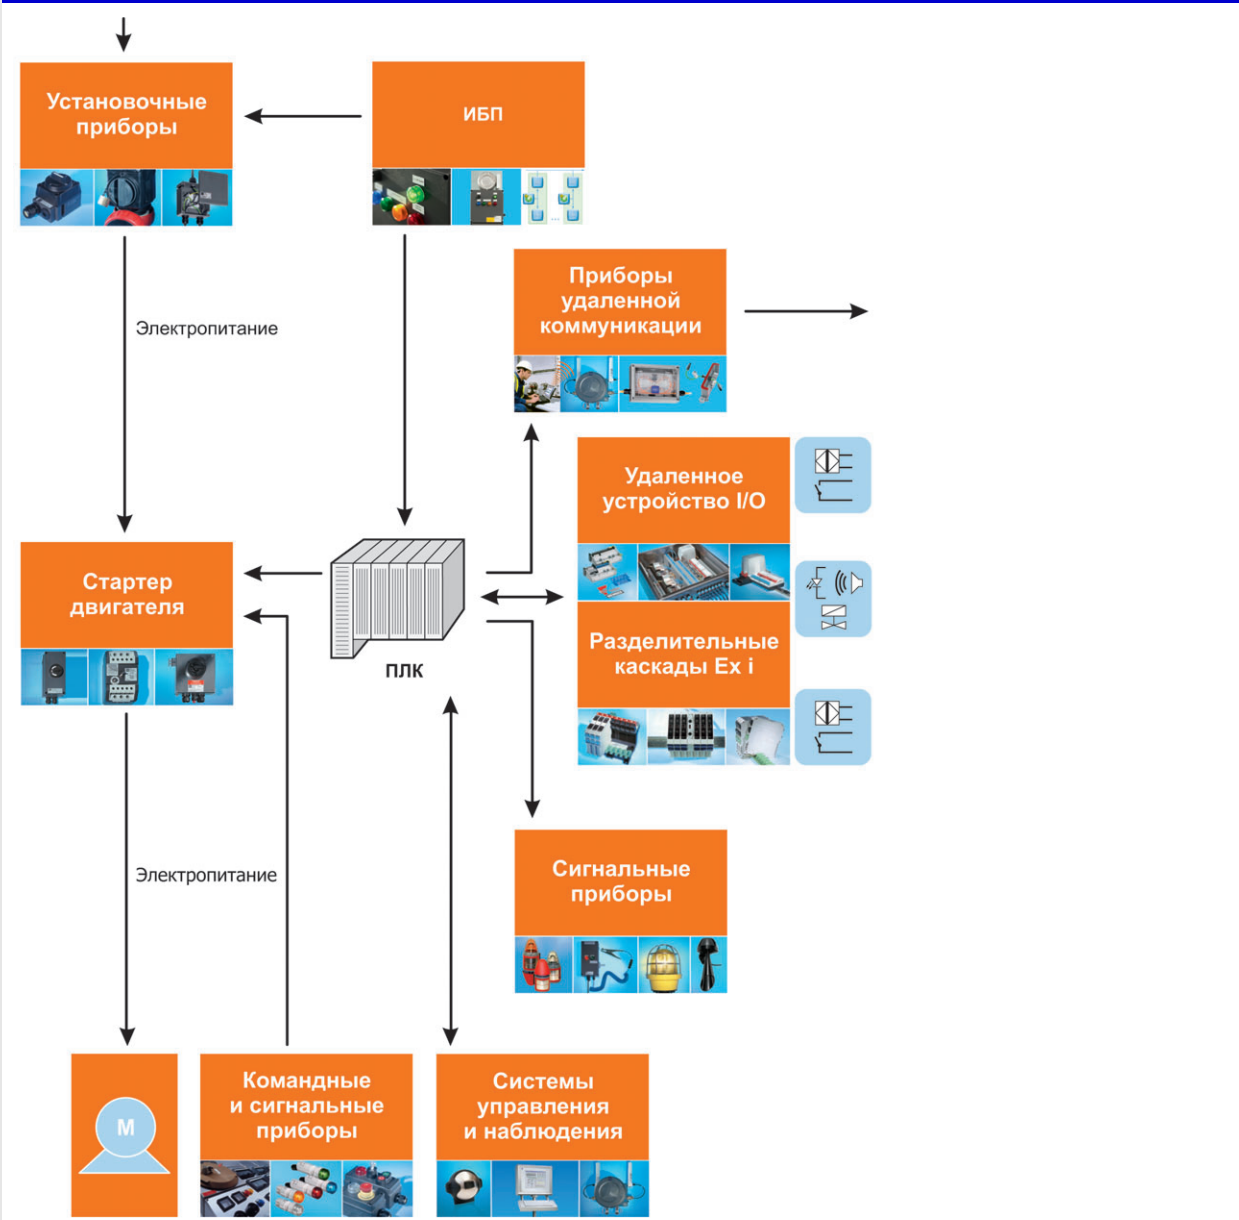 Установочные
приборы
ИБП
Приборы
удаленной
коммуникации
Электропитание
Удаленное
устройство I/O
Стартер
двигателя
ПЛК
Разделительные
каскады Ex i
Сигнальные
приборы
Электропитание
M
Командные
и сигнальные
приборы
Системы
управления
и наблюдения